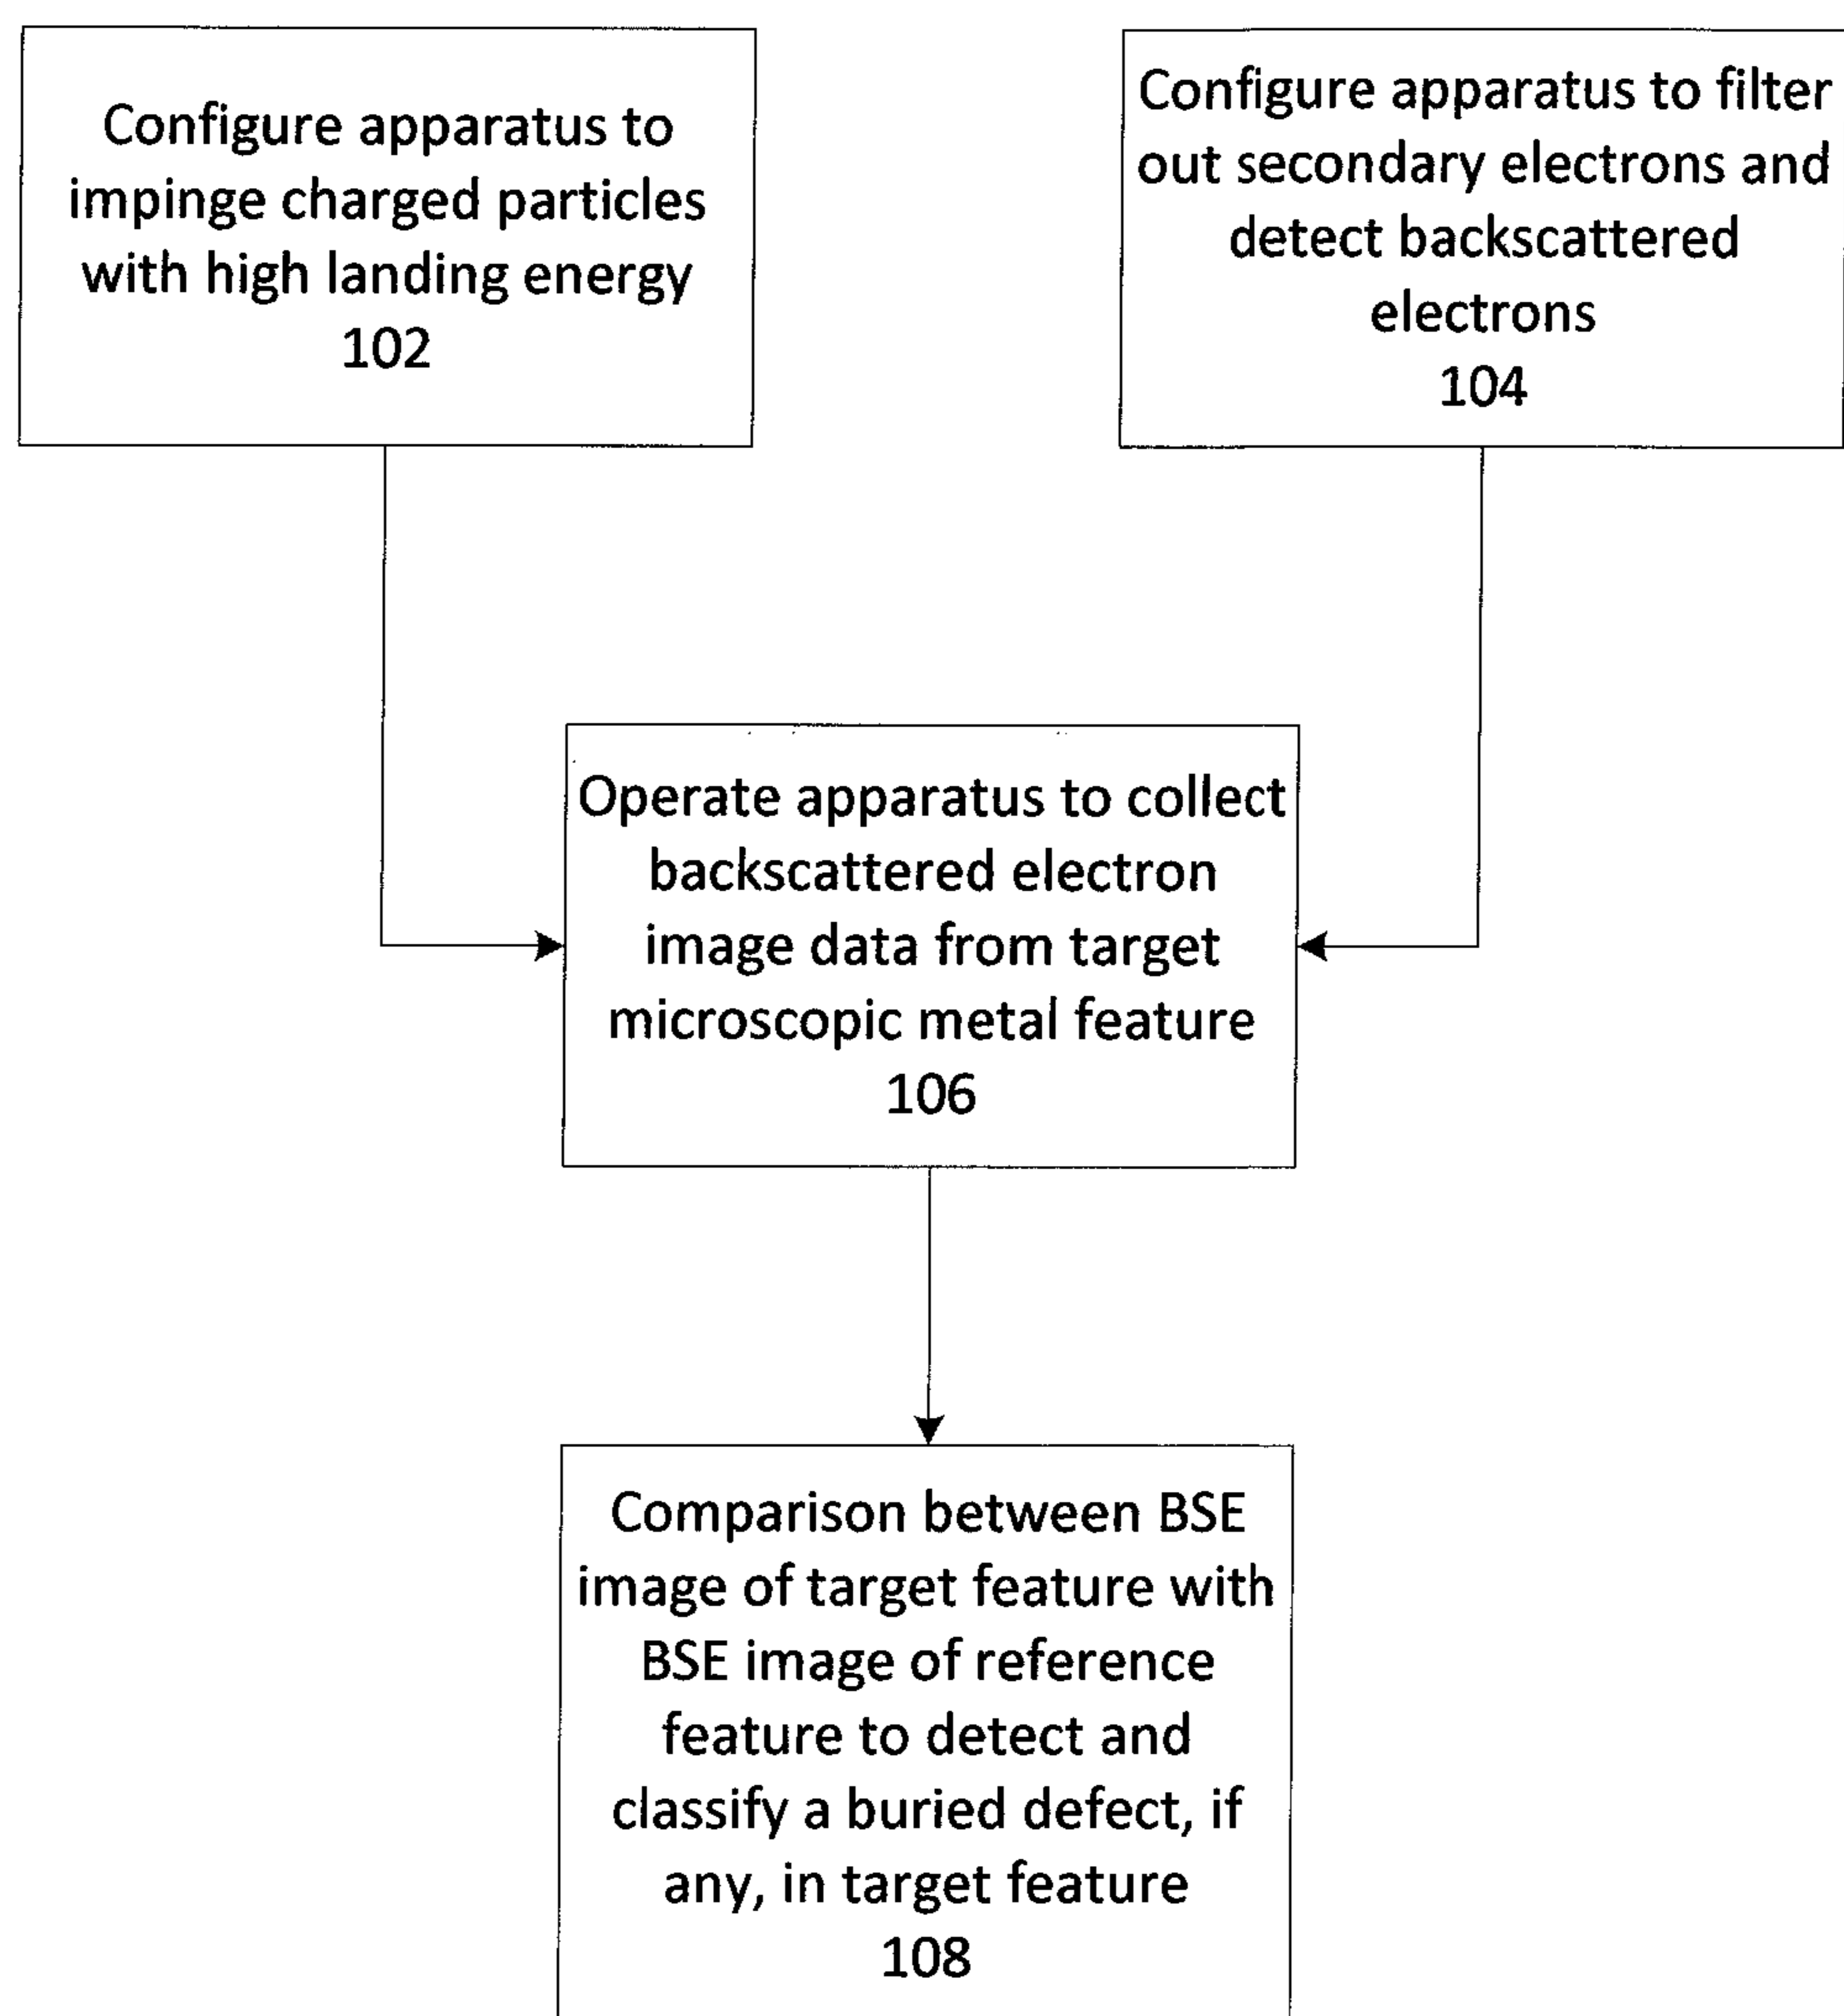 Configure apparatus to
impinge charged particles
with high landing energy
102
Configure apparatus to filter
out secondary electrons and
detect backscattered
electrons
104
Operate apparatus to collect
backscattered electron
image data from target
microscopic metal feature
106
Comparison between BSE
image of target feature with
BSE image of reference
feature to detect and
classify a buried defect, if
any, in target feature
108